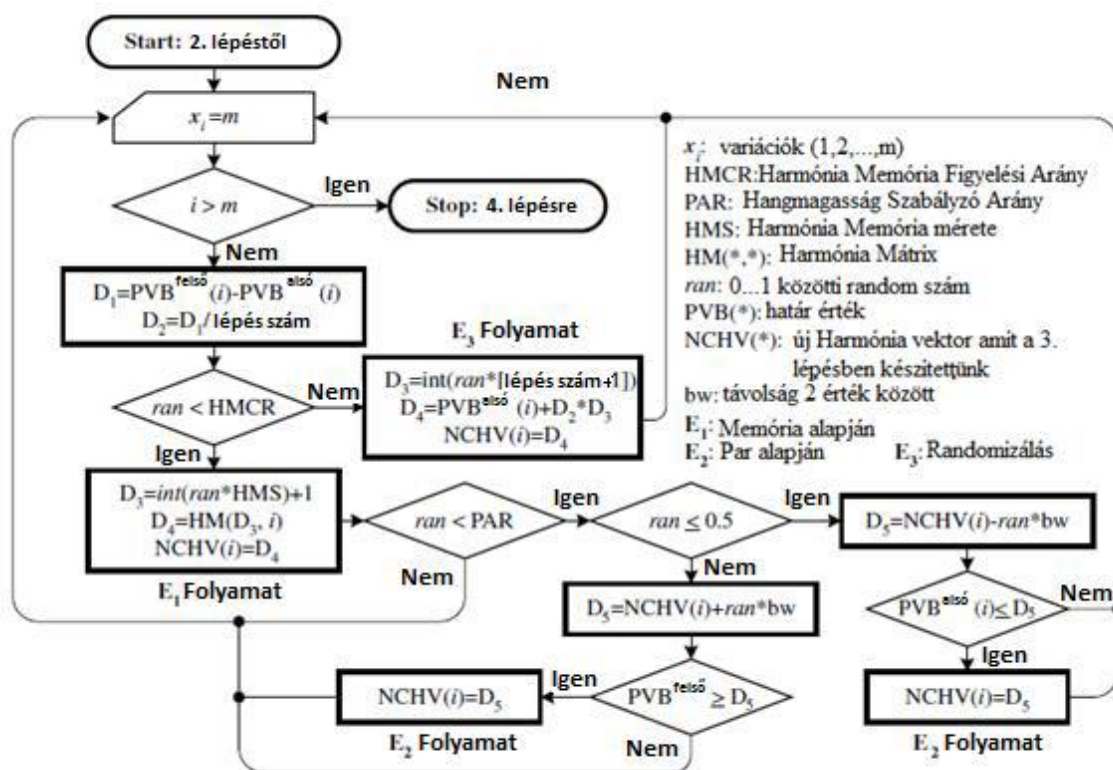 Start: 2. lépéstől
Nem
x_i=m
i > m
Igen
Stop: 4. lépésre
Nem
D₁=PVB^felső(i)-PVB^alsó(i)
D₂=D₁/lépés szám
ran < HMCR
Nem
Igen
E₃ Folyamat
D₃=int(ran*[lépés szám+1])
D₄=PVB^alsó(i)+D₂*D₃
NCHV(i)=D₄
x_i: variációk (1,2,...,m)
HMCR:Harmónia Memória Figyelési Arány
PAR: Hangmagasság Szabályzó Arány
HMS: Harmónia Memória mérete
HM(*,*): Harmónia Mátrix
ran: 0...1 közötti random szám
PVB(*): határ érték
NCHV(*): új Harmónia vektor amit a 3.
lépésben készítettünk
bw: távolság 2 érték között
E₁: Memória alapján
E₂: Par alapján E₃: Randomizálás
D₃=int(ran*HMS)+1
D₄=HM(D₃, i)
NCHV(i)=D₄
E₁ Folyamat
ran < PAR
Igen
Nem
ran ≤ 0.5
Igen
Nem
D₅=NCHV(i)-ran*bw
PVB^alsó(i)≤D₅
Nem
Igen
NCHV(i)=D₅
E₂ Folyamat
D₅=NCHV(i)+ran*bw
PVB^felső ≥ D₅
Igen
Nem
NCHV(i)=D₅
E₂ Folyamat